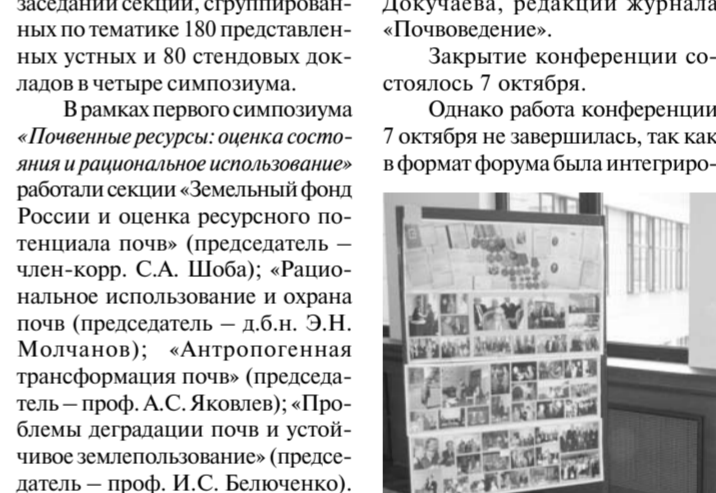 заседаний секций, сгруппирован-
ных по тематике 180 представлен-
ных устных и 80 стендовых док-
ладов в четыре симпозиума.
В рамках первого симпозиума
«Почвенные ресурсы: оценка состо-
яния и рациональное использование»
работали секции «Земельный фонд
России и оценка ресурсного по-
тенциала почв» (председатель –
член-корр. С.А. Шоба); «Рацио-
нальное использование и охрана
почв (председатель – д.б.н. Э.Н.
Молчанов); «Антропогенная
трансформация почв» (председа-
тель – проф. А.С. Яковлев); «Про-
блемы деградации почв и устой-
чивое землепользование» (предсе-
датель – проф. И.С. Белюченко).
Докучаева, редакции журнала
«Почвоведение».
Закрытие конференции со-
стоялось 7 октября.
Однако работа конференции
7 октября не завершилась, так как
в формат форума была интегриро-